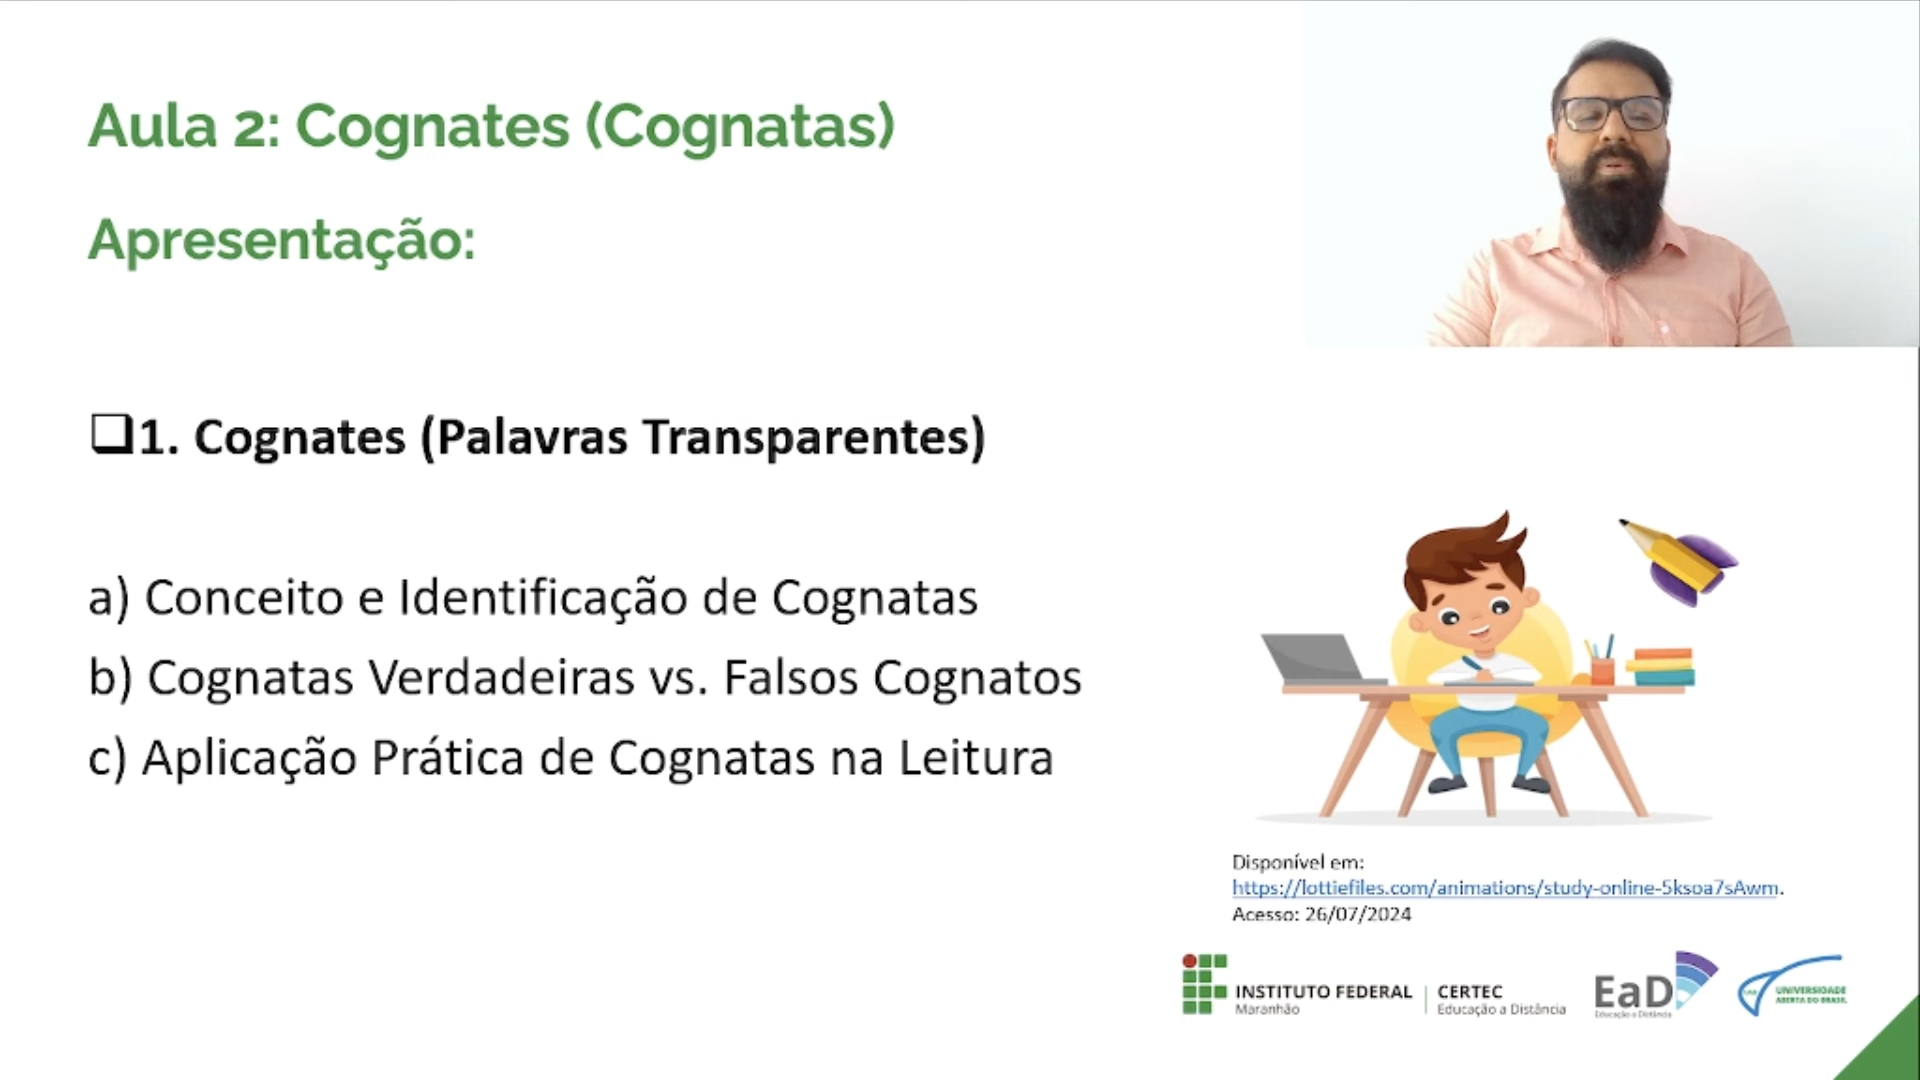 Aula 2: Cognates (Cognatas)
Apresentação:
❑1. Cognates (Palavras Transparentes)
a) Conceito e Identificação de Cognatas
b) Cognatas Verdadeiras vs. Falsos Cognatos
c) Aplicação Prática de Cognatas na Leitura
Disponível em:
https://lottiefiles.com/animations/study-online-5ksoa7sAwm.
Acesso: 26/07/2024
INSTITUTO FEDERAL
Maranhão
CERTEC
Educação a Distância
EaD
Educação a Distância
UNIVERSIDADE
ABERTA DO BRASIL